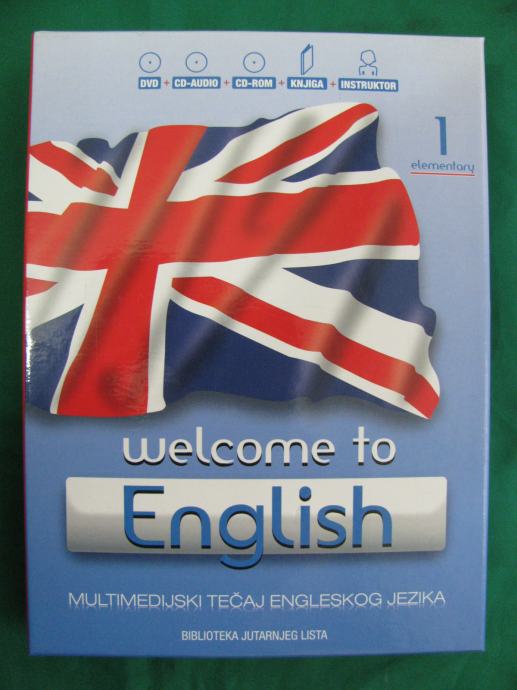 DVD + CD-AUDIO + CD-ROM + KNJIGA + INSTRUKTOR
1
elementary
welcome to
English
MULTIMEDIJSKI TEČAJ ENGLESKOG JEZIKA
BIBLIOTEKA JUTARNJEG LISTA